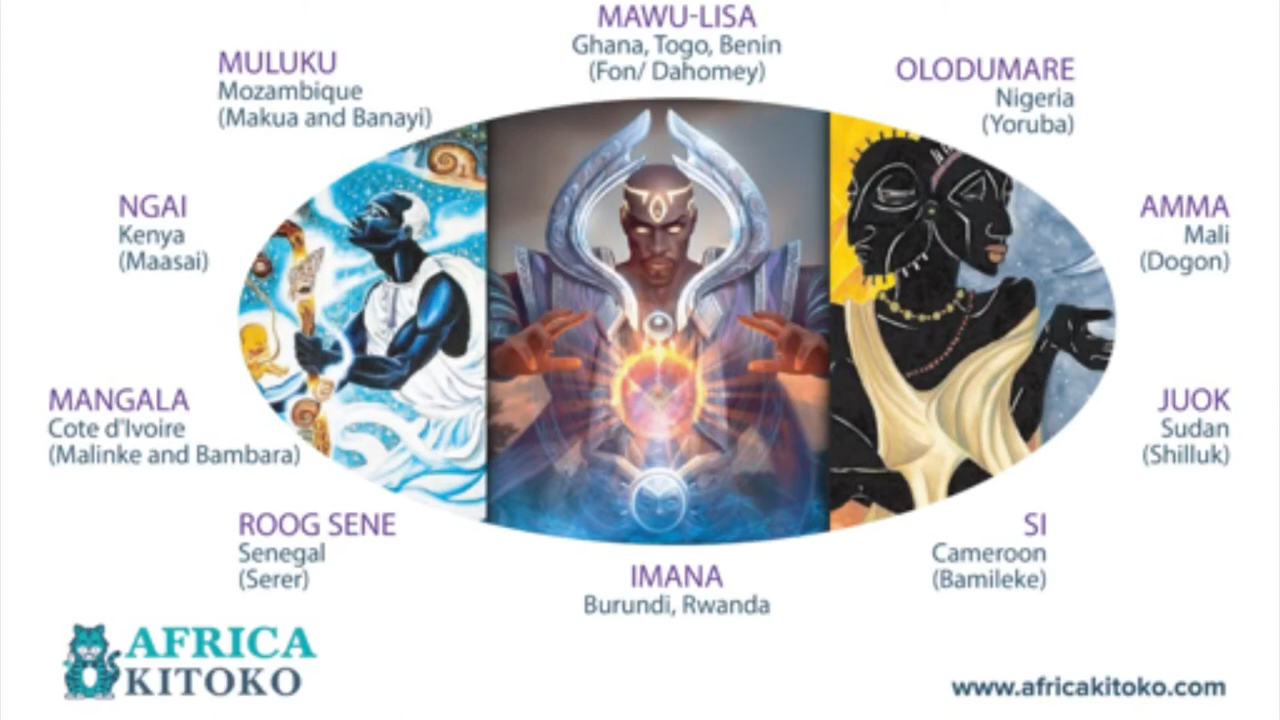 MAWU-LISA
Ghana, Togo, Benin
(Fon/ Dahomey)
MULUKU
Mozambique
(Makua and Banayi)
OLODUMARE
Nigeria
(Yoruba)
NGAI
Kenya
(Maasai)
AMMA
Mali
(Dogon)
MANGALA
Cote d'Ivoire
(Malinke and Bambara)
JUOK
Sudan
(Shilluk)
ROOG SENE
Senegal
(Serer)
SI
Cameroon
(Bamileke)
IMANA
Burundi, Rwanda
AFRICA
KITOKO
www.africakitoko.com